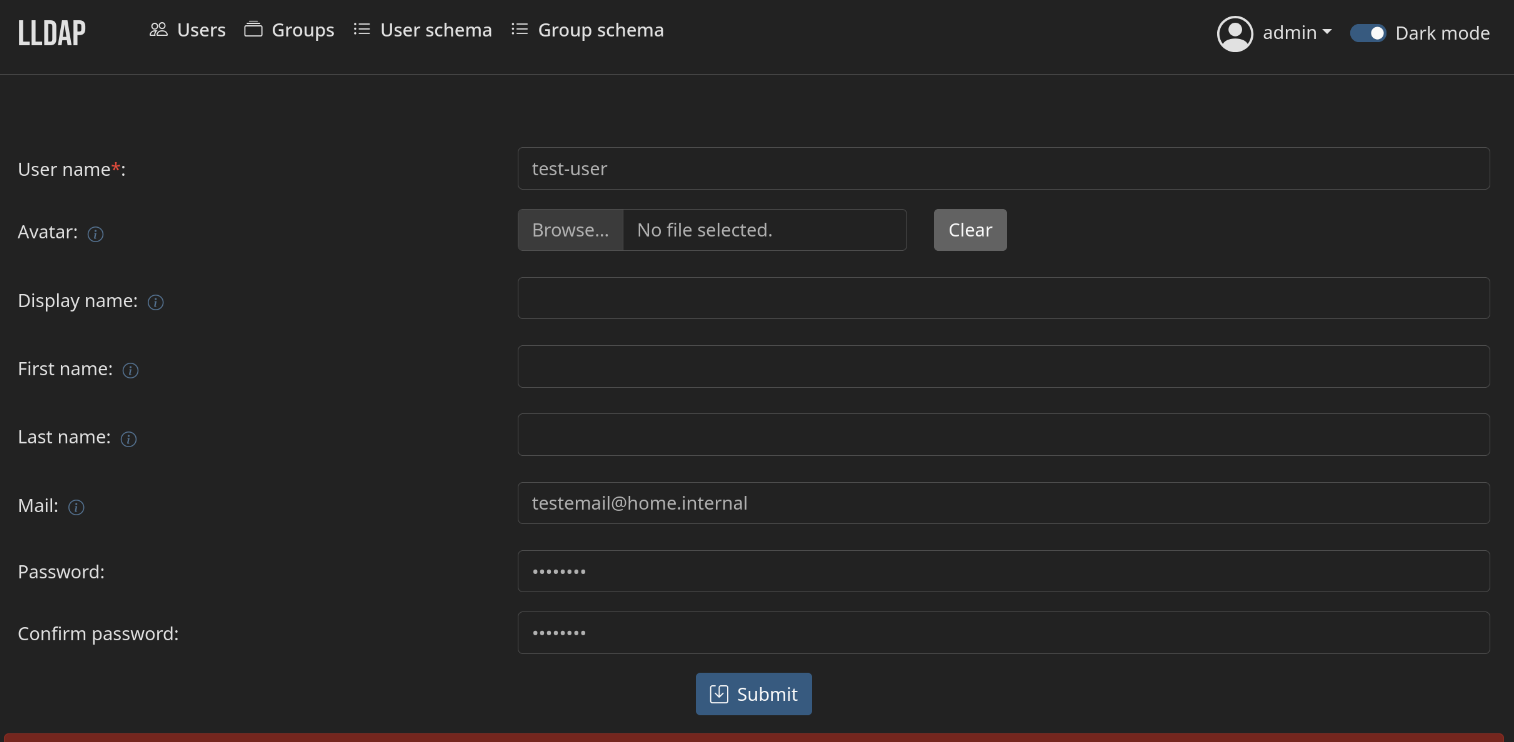 LLDAP Users Groups User schema Group schema admin Dark mode
User name*: test-user
Avatar: Browse... No file selected. Clear
Display name:
First name:
Last name:
Mail: testemail@home.internal
Password: ••••••••
Confirm password: ••••••••
Submit